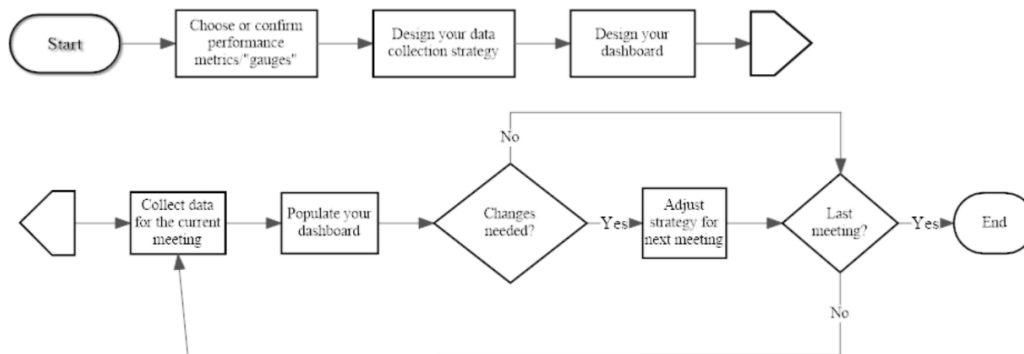 Start
Choose or confirm
performance
metrics/"gauges"
Design your data
collection strategy
Design your
dashboard
No
Collect data
for the current
meeting
Populate your
dashboard
Changes
needed?
Yes
Adjust
strategy for
next meeting
Last
meeting?
Yes
End
No